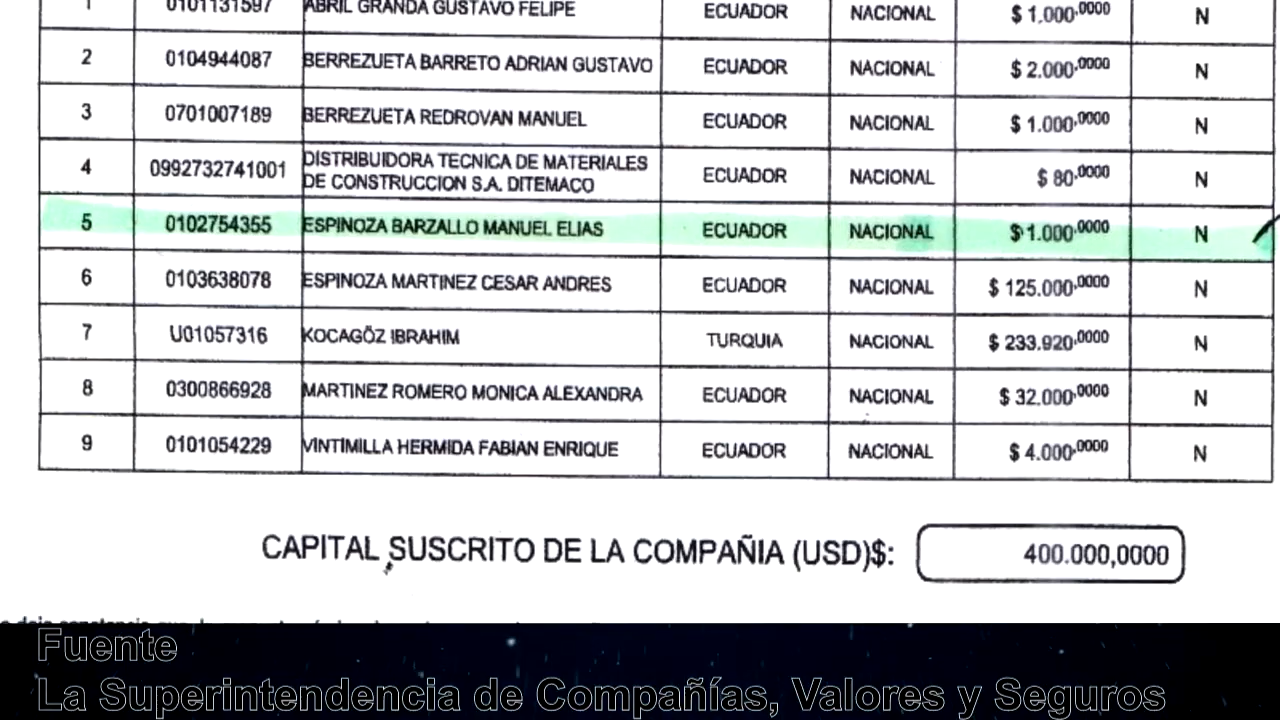 1 0101131597 ABRIL GRANDA GUSTAVO FELIPE ECUADOR NACIONAL $ 1.000,0000 N
2 0104944087 BERREZUETA BARRETO ADRIAN GUSTAVO ECUADOR NACIONAL $ 2.000,0000 N
3 0701007189 BERREZUETA REDROVAN MANUEL ECUADOR NACIONAL $ 1.000,0000 N
4 0992732741001 DISTRIBUIDORA TECNICA DE MATERIALES
DE CONSTRUCCION S.A. DITEMACO ECUADOR NACIONAL $ 80,0000 N
5 0102754355 ESPINOZA BARZALLO MANUEL ELIAS ECUADOR NACIONAL $ 1.000,0000 N
6 0103638078 ESPINOZA MARTINEZ CESAR ANDRES ECUADOR NACIONAL $ 125.000,0000 N
7 U01057316 KOCAGÖZ IBRAHIM TURQUIA NACIONAL $ 233.920,0000 N
8 0300866928 MARTINEZ ROMERO MONICA ALEXANDRA ECUADOR NACIONAL $ 32.000,0000 N
9 0101054229 VINTIMILLA HERMIDA FABIAN ENRIQUE ECUADOR NACIONAL $ 4.000,0000 N
CAPITAL SUSCRITO DE LA COMPAÑIA (USD)$: 400.000,0000
Fuente
La Superintendencia de Compañías, Valores y Seguros